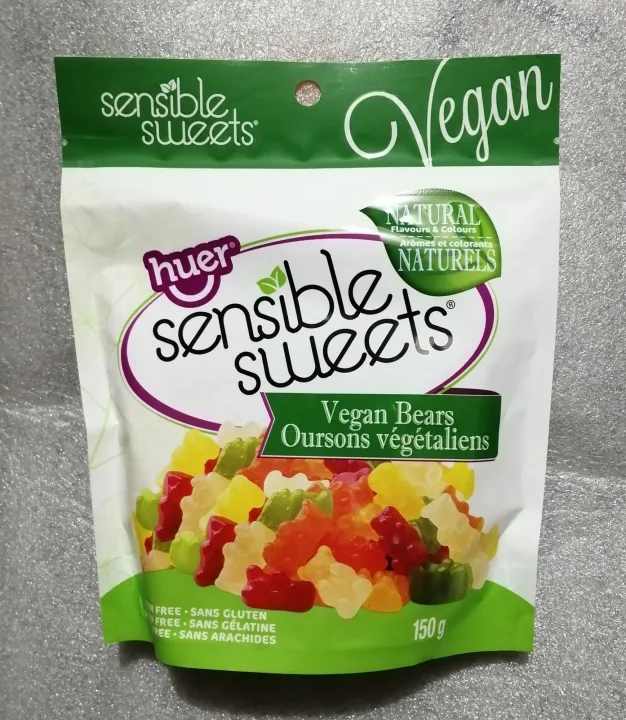 sensible
sweets®
Vegan
NATURAL
Flavours & Colours
Arômes et colorants
NATURELS
huer®
sensible
sweets®
Vegan Bears
Oursons végétaliens
FREE • SANS GLUTEN
FREE • SANS GÉLATINE
SANS ARACHIDES
150 g